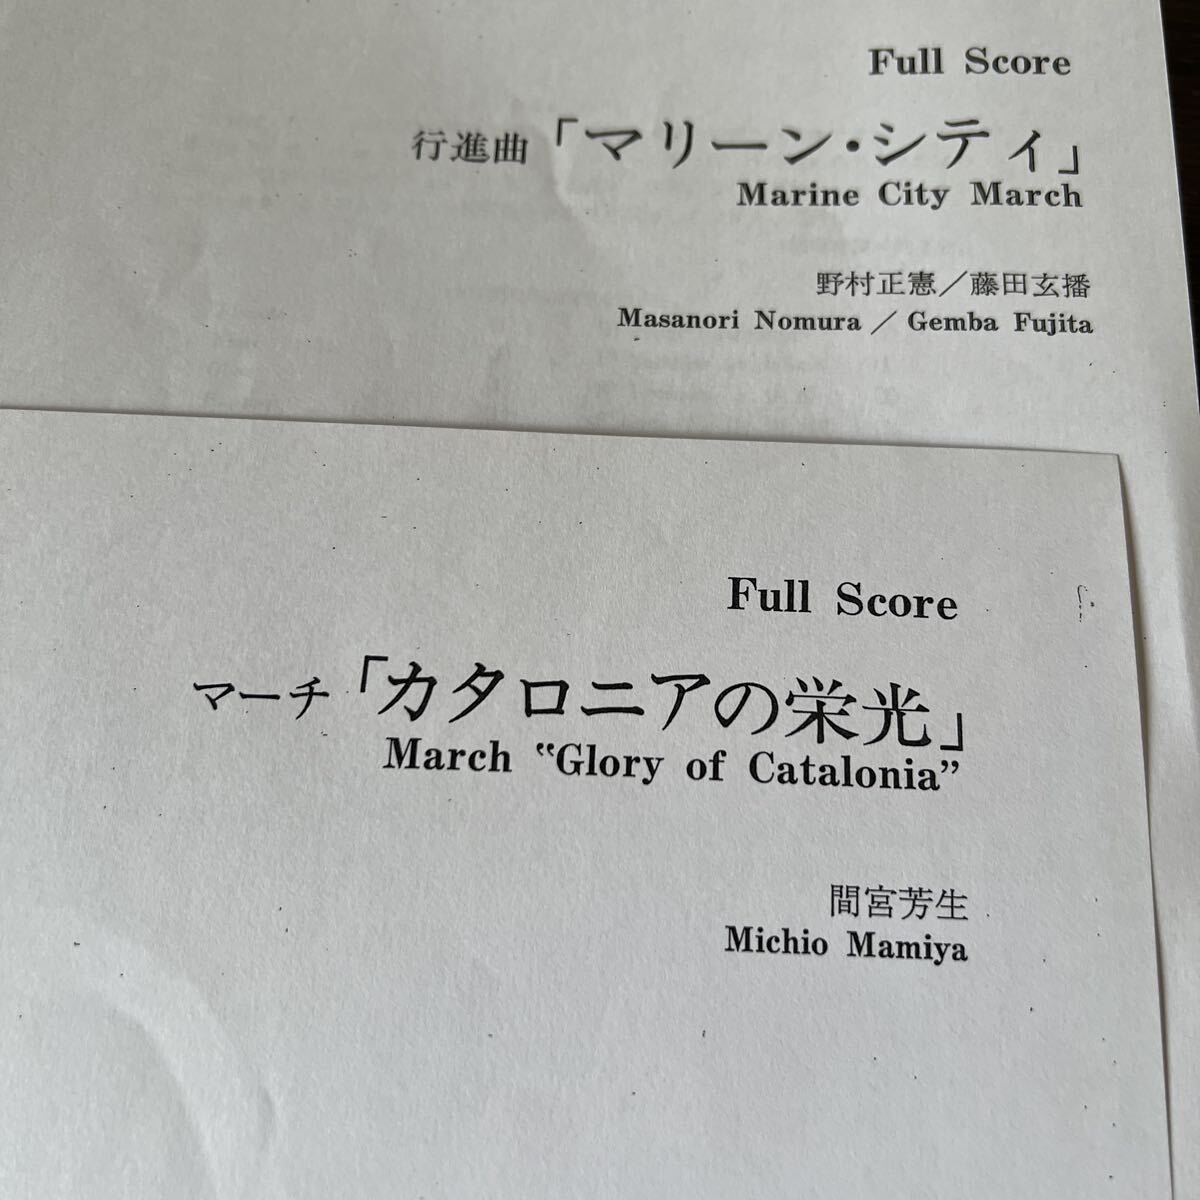 Full Score
行進曲「マリーン・シティ」
Marine City March
野村正憲／藤田玄播
Masanori Nomura／Gemba Fujita
Full Score
マーチ「カタロニアの栄光」
March “Glory of Catalonia”
間宮芳生
Michio Mamiya